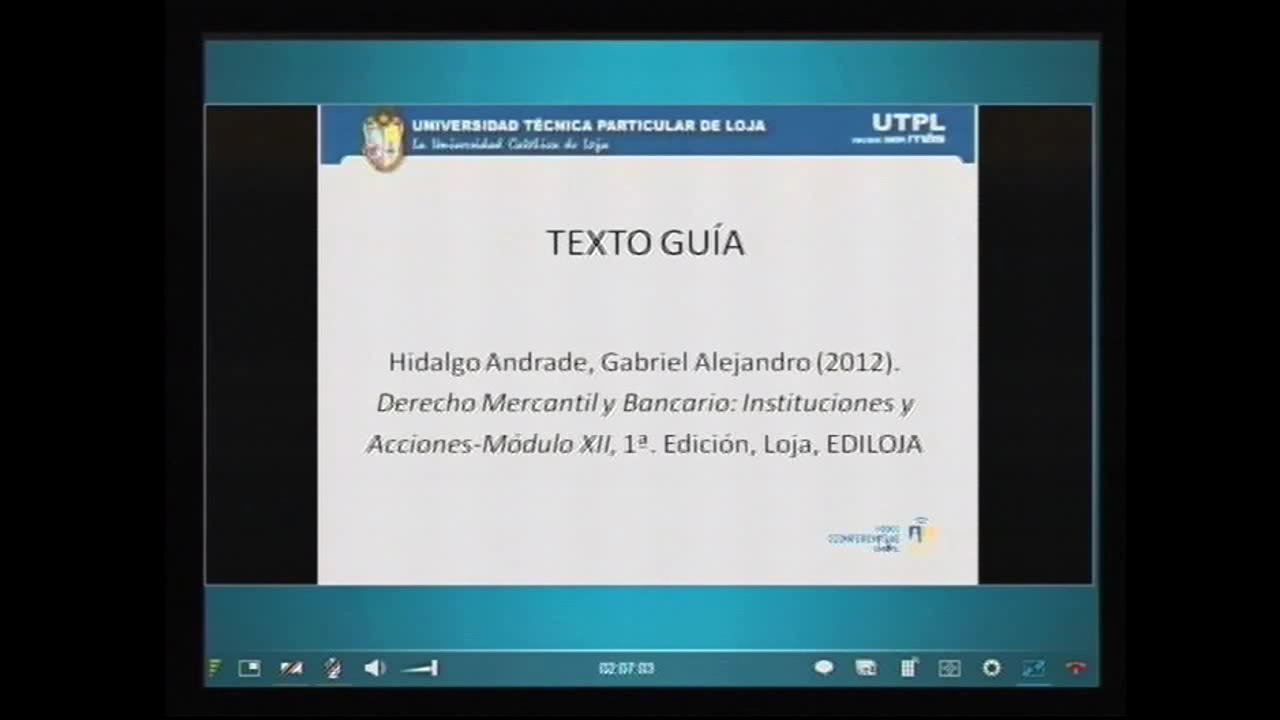 UNIVERSIDAD TÉCNICA PARTICULAR DE LOJA
La Universidad Católica de Loja
UTPL
más
TEXTO GUÍA
Hidalgo Andrade, Gabriel Alejandro (2012).
Derecho Mercantil y Bancario: Instituciones y
Acciones-Módulo XII, 1ª. Edición, Loja, EDILOJA
02:07:03